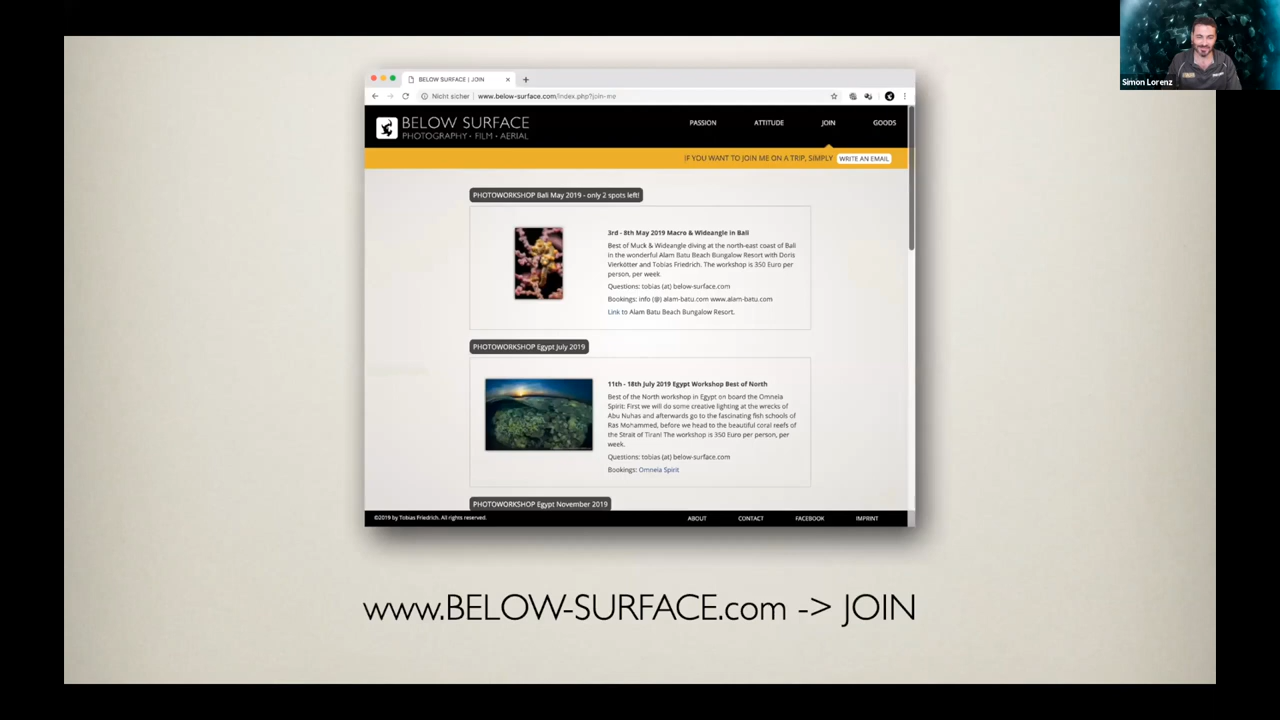 Simon Lorenz
BELOW SURFACE | JOIN
Nicht sicher | www.below-surface.com/index.php?join-me
BELOW SURFACE
PHOTOGRAPHY • FILM • AERIAL
PASSION ATTITUDE JOIN GOODS
IF YOU WANT TO JOIN ME ON A TRIP, SIMPLY WRITE AN EMAIL
PHOTOWORKSHOP Bali May 2019 - only 2 spots left!
3rd - 8th May 2019 Macro & Wideangle in Bali
Best of Muck & Wideangle diving at the north-east coast of Bali
in the wonderful Alam Batu Beach Bungalow Resort with Doris
Vierkötter and Tobias Friedrich. The workshop is 350 Euro per
person, per week.
Questions: tobias (at) below-surface.com
Bookings: info (@) alam-batu.com www.alam-batu.com
Link to Alam Batu Beach Bungalow Resort.
PHOTOWORKSHOP Egypt July 2019
11th - 18th July 2019 Egypt Workshop Best of North
Best of the North workshop in Egypt on board the Omneia
Spirit: First we will do some creative lighting at the wrecks of
Abu Nuhas and afterwards go to the fascinating fish schools of
Ras Mohammed, before we head to the beautiful coral reefs of
the Strait of Tiran! The workshop is 350 Euro per person, per
week.
Questions: tobias (at) below-surface.com
Bookings: Omneia Spirit
PHOTOWORKSHOP Egypt November 2019
©2019 by Tobias Friedrich. All rights reserved.
ABOUT CONTACT FACEBOOK IMPRINT
www.BELOW-SURFACE.com -> JOIN